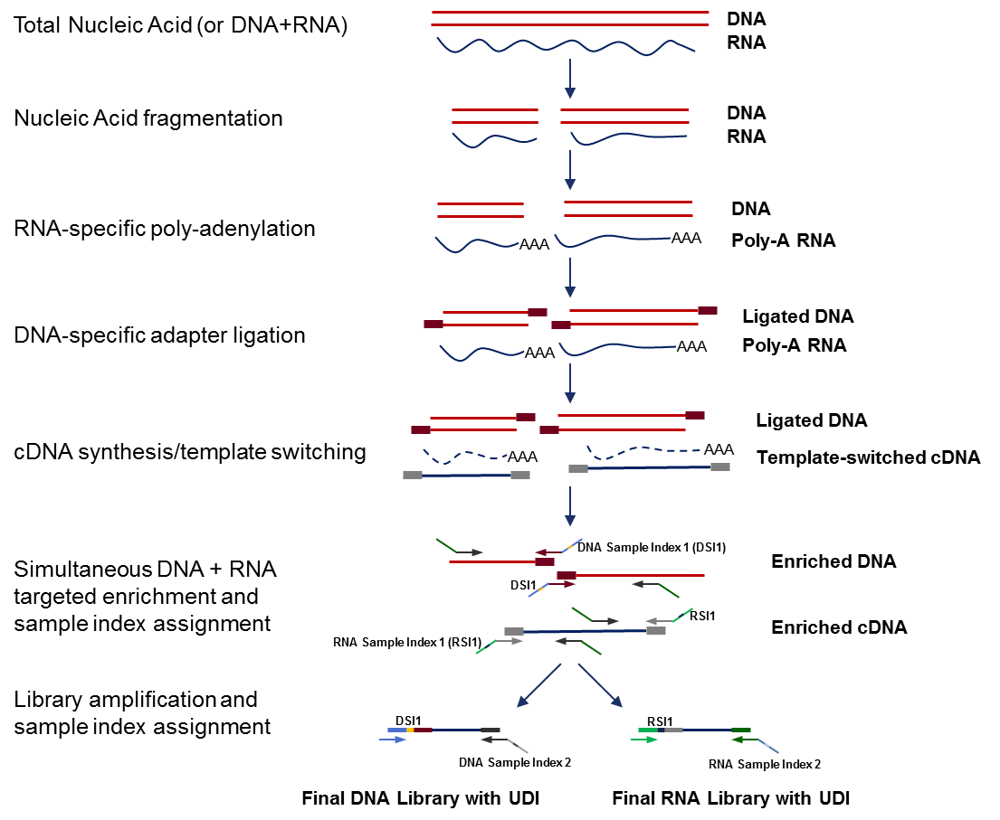 Total Nucleic Acid (or DNA+RNA)
DNA
RNA
Nucleic Acid fragmentation
DNA
RNA
RNA-specific poly-adenylation
DNA
AAA
AAA
Poly-A RNA
DNA-specific adapter ligation
Ligated DNA
AAA
AAA
Poly-A RNA
cDNA synthesis/template switching
Ligated DNA
AAA
AAA
Template-switched cDNA
Simultaneous DNA + RNA
targeted enrichment and
sample index assignment
DNA Sample Index 1 (DSI1)
Enriched DNA
DSI1
RSI1
Enriched cDNA
RNA Sample Index 1 (RSI1)
Library amplification and
sample index assignment
DSI1
RSI1
DNA Sample Index 2
RNA Sample Index 2
Final DNA Library with UDI
Final RNA Library with UDI